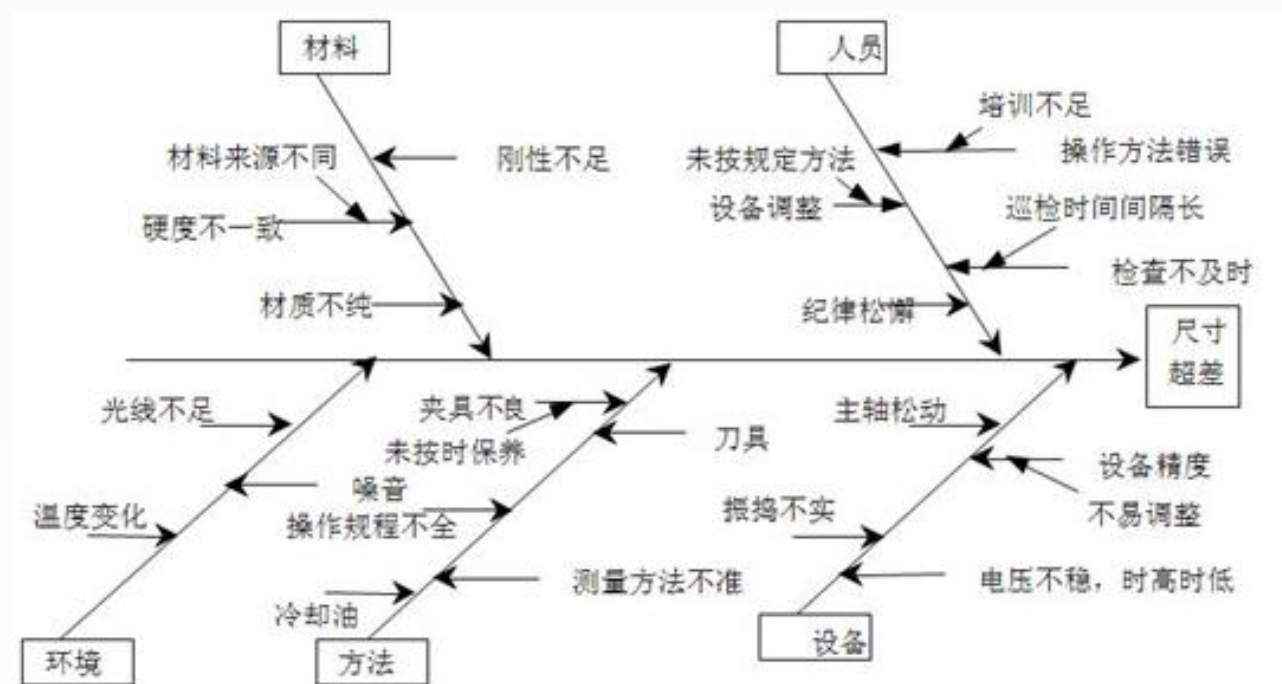 材料
人员
培训不足
材料来源不同
刚性不足
未按规定方法
操作方法错误
设备调整
巡检时间间隔长
硬度不一致
检查不及时
材质不纯
纪律松懈
尺寸
超差
光线不足
夹具不良
主轴松动
未按时保养
刀具
设备精度
噪音
不易调整
温度变化
操作规程不全
振捣不实
测量方法不准
电压不稳，时高时低
冷却油
环境
方法
设备